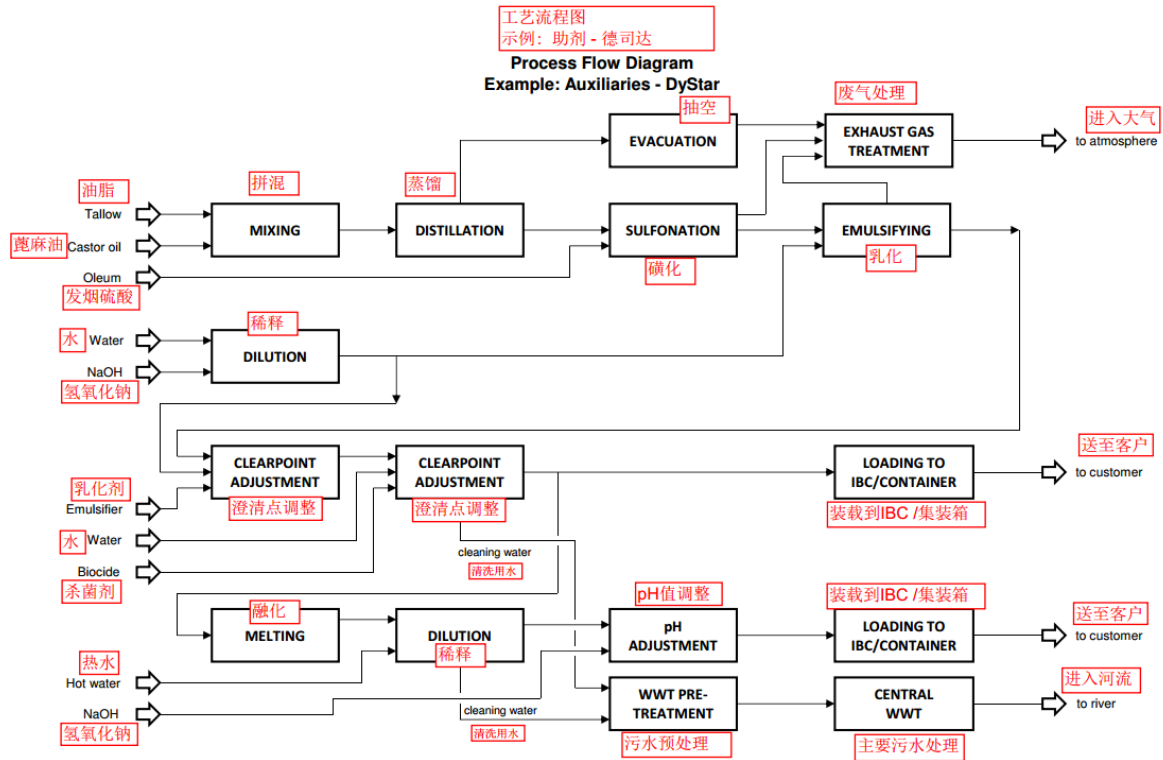 工艺流程图
示例：助剂 - 德司达
Process Flow Diagram
Example: Auxiliaries - DyStar
抽空
EVACUATION
废气处理
EXHAUST GAS
TREATMENT
进入大气
to atmosphere
油脂
Tallow
蓖麻油 Castor oil
Oleum
发烟硫酸
拼混
MIXING
蒸馏
DISTILLATION
SULFONATION
磺化
EMULSIFYING
乳化
水 Water
NaOH
氢氧化钠
稀释
DILUTION
CLEARPOINT
ADJUSTMENT
澄清点调整
CLEARPOINT
ADJUSTMENT
澄清点调整
LOADING TO
IBC/CONTAINER
装载到IBC /集装箱
送至客户
to customer
乳化剂
Emulsifier
水 Water
Biocide
杀菌剂
cleaning water
清洗用水
融化
MELTING
DILUTION
稀释
pH值调整
pH
ADJUSTMENT
装载到IBC /集装箱
LOADING TO
IBC/CONTAINER
送至客户
to customer
热水
Hot water
NaOH
氢氧化钠
cleaning water
清洗用水
WWT PRE-
TREATMENT
污水预处理
CENTRAL
WWT
主要污水处理
进入河流
to river